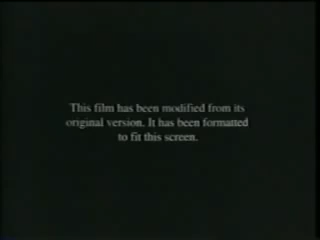 This film has been modified from its
original version. It has been formatted
to fit this screen.